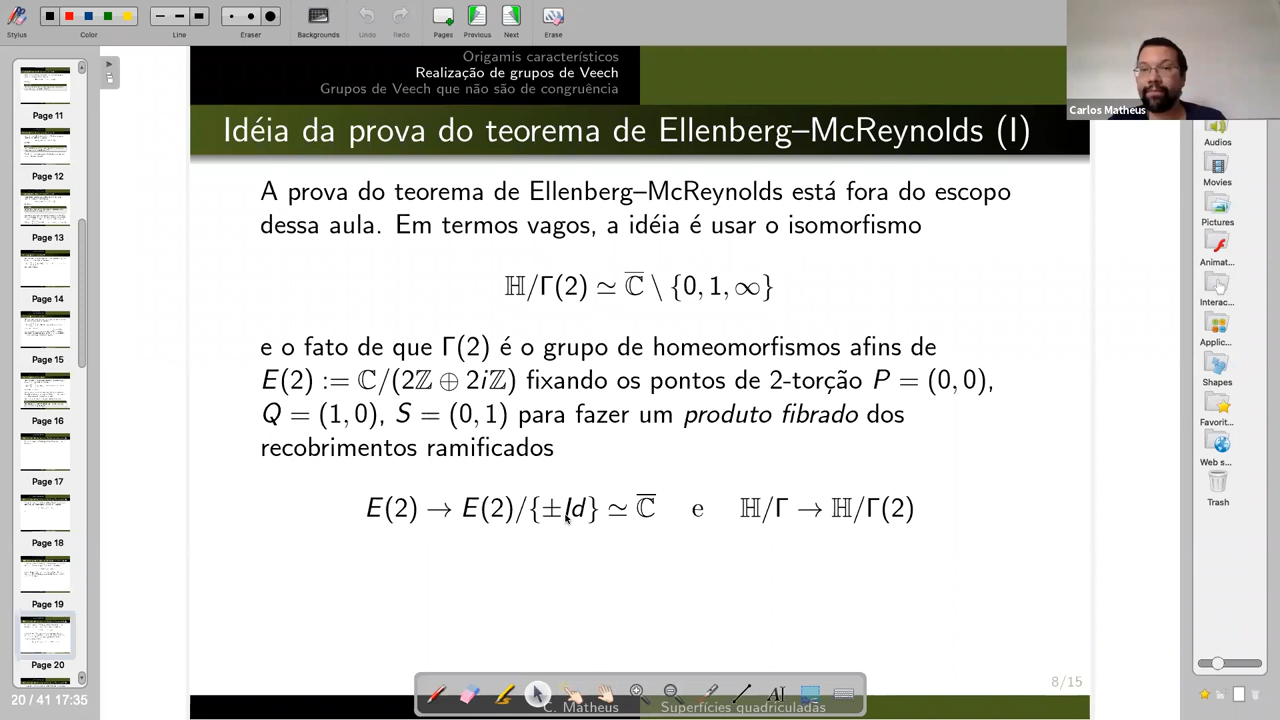 Stylus
Color
Line
Eraser
Backgrounds
Undo
Redo
Pages
Previous
Next
Erase
Carlos Matheus
Origamis característicos
Realização de grupos de Veech
Grupos de Veech que não são de congruência
Idéia da prova do teorema de Ellenberg–McReynolds (I)
A prova do teorema de Ellenberg–McReynolds está fora do escopo
dessa aula. Em termos vagos, a idéia é usar o isomorfismo
ℍ/Γ(2) ≃ ℂ̅ \ {0, 1, ∞}
e o fato de que Γ(2) é o grupo de homeomorfismos afins de
E(2) := ℂ/(2ℤ ⊕ 2iℤ) fixando os pontos de 2-torção P = (0, 0),
Q = (1, 0), S = (0, 1) para fazer um produto fibrado dos
recobrimentos ramificados
E(2) → E(2)/{±Id} ≃ ℂ̅ e ℍ/Γ → ℍ/Γ(2)
8/15
C. Matheus
Superfícies quadriculadas
Page 11
Page 12
Page 13
Page 14
Page 15
Page 16
Page 17
Page 18
Page 19
Page 20
20 / 41 17:35
Audios
Movies
Pictures
Animat...
Interac...
Applic...
Shapes
Favorit...
Web s...
Trash